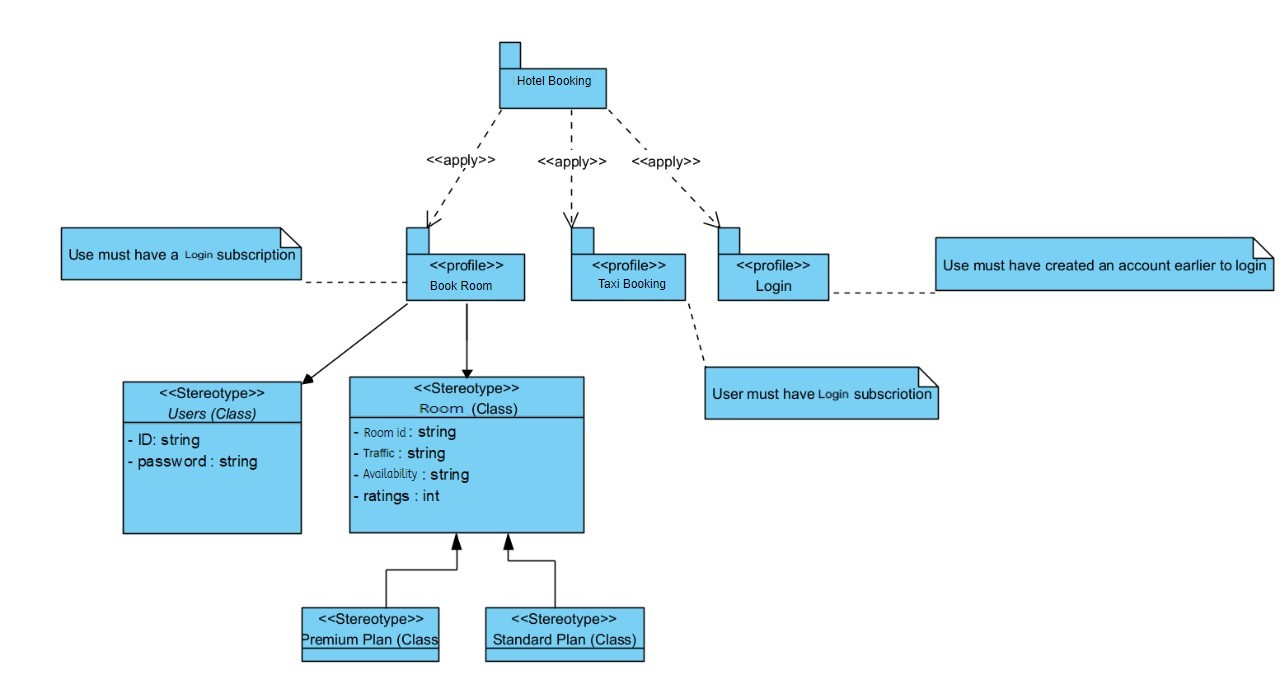 Hotel Booking
<<apply>>
<<apply>>
<<apply>>
Use must have a Login subscription
<<profile>>
Book Room
<<profile>>
Taxi Booking
<<profile>>
Login
Use must have created an account earlier to login
<<Stereotype>>
Users (Class)
- ID: string
- password : string
<<Stereotype>>
Room (Class)
- Room id : string
- Traffic : string
- Availability : string
- ratings : int
User must have Login subscriotion
<<Stereotype>>
Premium Plan (Class
<<Stereotype>>
Standard Plan (Class)